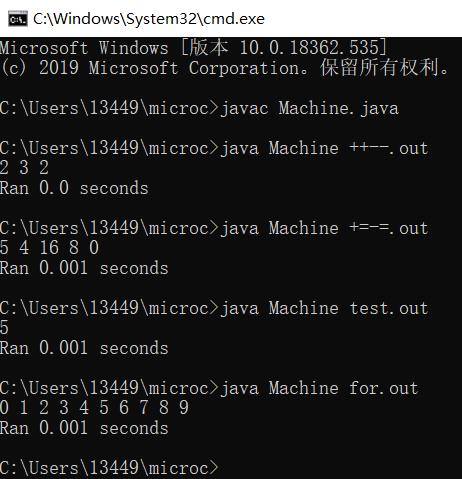 C:\Windows\System32\cmd.exe
Microsoft Windows [版本 10.0.18362.535]
(c) 2019 Microsoft Corporation。保留所有权利。
C:\Users\13449\microc>javac Machine.java
C:\Users\13449\microc>java Machine ++--.out
2 3 2
Ran 0.0 seconds
C:\Users\13449\microc>java Machine +=-=.out
5 4 16 8 0
Ran 0.001 seconds
C:\Users\13449\microc>java Machine test.out
5
Ran 0.001 seconds
C:\Users\13449\microc>java Machine for.out
0 1 2 3 4 5 6 7 8 9
Ran 0.001 seconds
C:\Users\13449\microc>